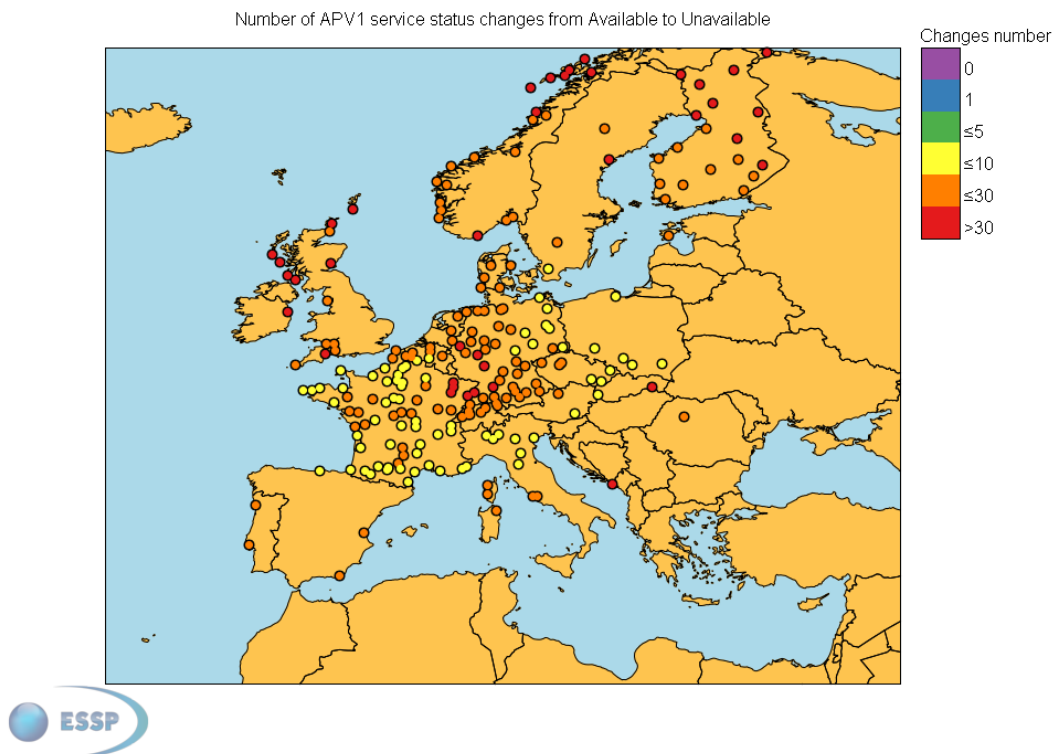 Number of APV1 service status changes from Available to Unavailable
Changes number
0
1
≤5
≤10
≤30
>30
ESSP